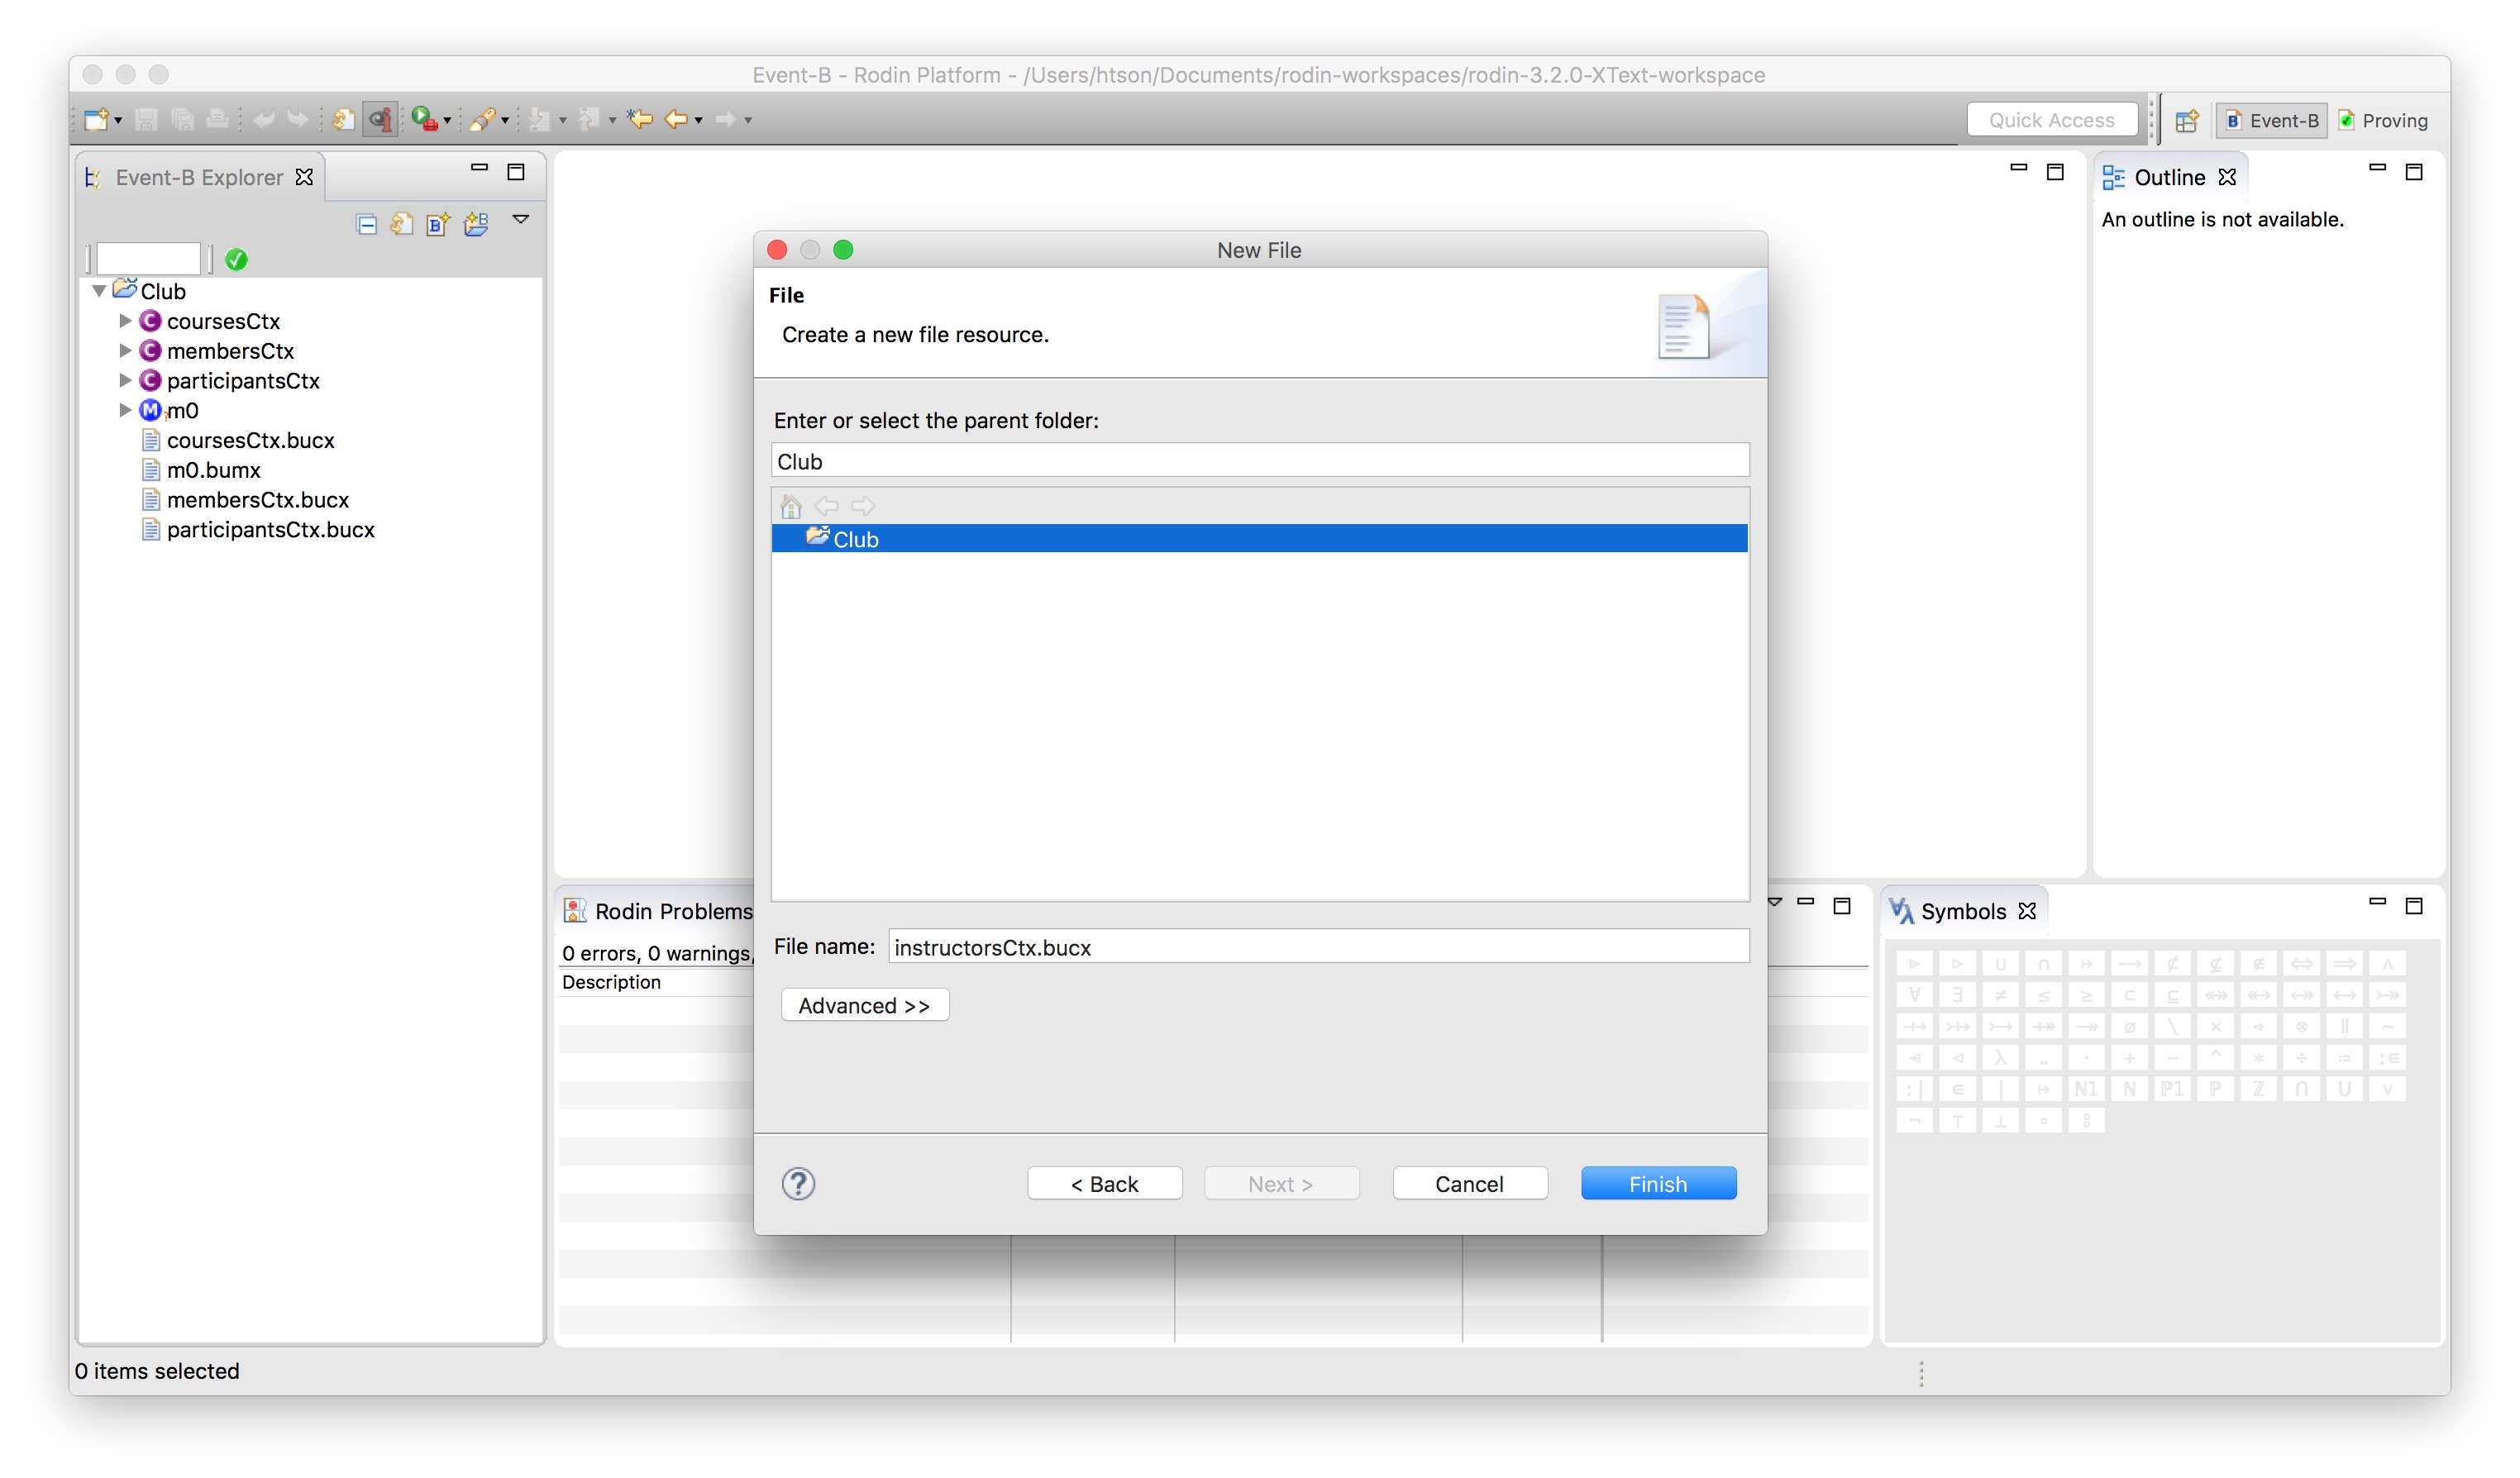 Event-B - Rodin Platform - /Users/htson/Documents/rodin-workspaces/rodin-3.2.0-XText-workspace
Quick Access
Event-B
Proving
Event-B Explorer
Club
coursesCtx
membersCtx
participantsCtx
m0
coursesCtx.bucx
m0.bumx
membersCtx.bucx
participantsCtx.bucx
Outline
An outline is not available.
New File
File
Create a new file resource.
Enter or select the parent folder:
Club
Club
File name: instructorsCtx.bucx
Advanced >>
? < Back Next > Cancel Finish
Rodin Problems
0 errors, 0 warnings,
Description
Symbols
0 items selected